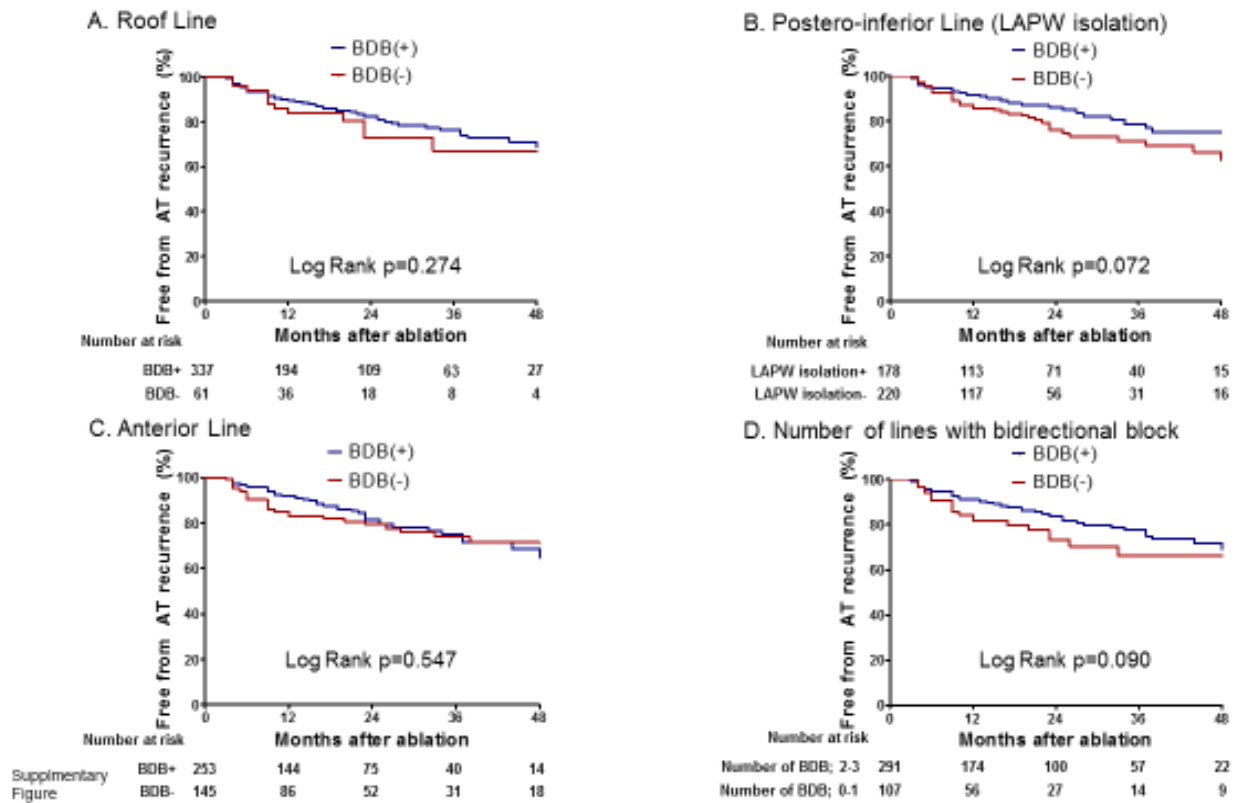 A. Roof Line
BDB(+)
BDB(-)
Free from AT recurrence (%)
100
80
60
40
20
0
Log Rank p=0.274
0 12 24 36 48
Months after ablation
Number at risk
BDB+ 337 194 109 63 27
BDB- 61 36 18 8 4
B. Postero-inferior Line (LAPW isolation)
BDB(+)
BDB(-)
Free from AT recurrence (%)
100
80
60
40
20
0
Log Rank p=0.072
0 12 24 36 48
Months after ablation
Number at risk
LAPW isolation+ 178 113 71 40 15
LAPW isolation- 220 117 56 31 16
C. Anterior Line
BDB(+)
BDB(-)
Free from AT recurrence (%)
100
80
60
40
20
0
Log Rank p=0.547
0 12 24 36 48
Months after ablation
Number at risk
BDB+ 253 144 75 40 14
BDB- 145 86 52 31 18
D. Number of lines with bidirectional block
BDB(+)
BDB(-)
Free from AT recurrence (%)
100
80
60
40
20
0
Log Rank p=0.090
0 12 24 36 48
Months after ablation
Number at risk
Number of BDB; 2-3 291 174 100 57 22
Number of BDB; 0-1 107 56 27 14 9
Supplmentary
Figure